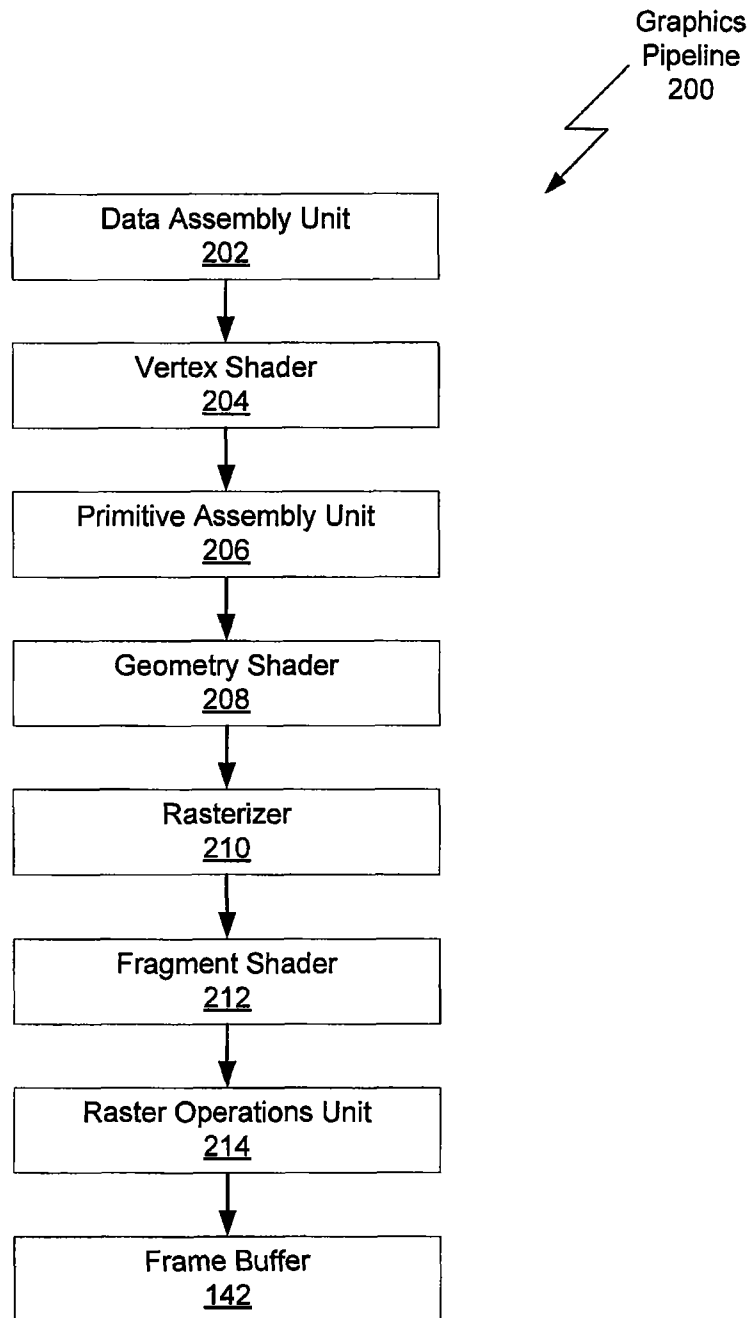 Graphics
Pipeline
200
Data Assembly Unit
202
Vertex Shader
204
Primitive Assembly Unit
206
Geometry Shader
208
Rasterizer
210
Fragment Shader
212
Raster Operations Unit
214
Frame Buffer
142